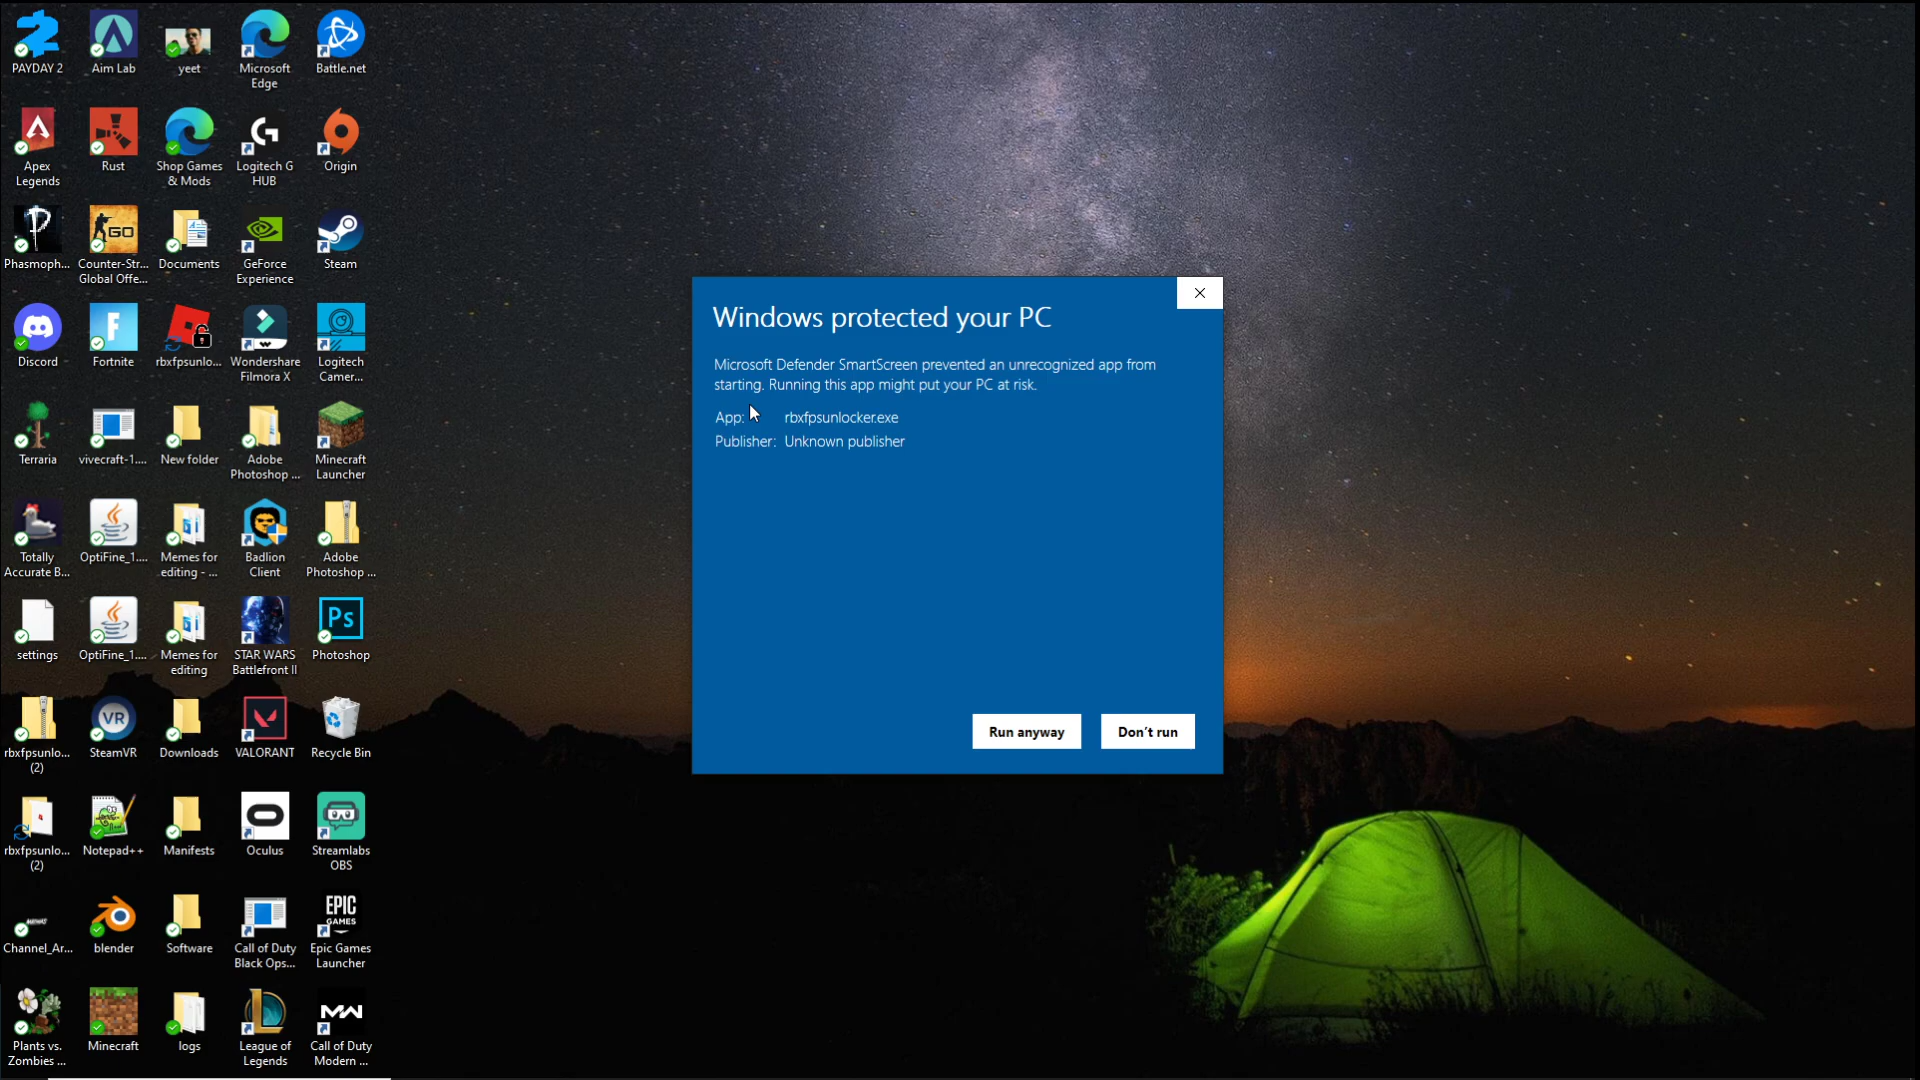 PAYDAY 2
Aim Lab
yeet
Microsoft
Edge
Battle.net
Apex
Legends
Rust
Shop Games
& Mods
Logitech G
HUB
Origin
Phasmoph...
GO
Counter-Str...
Global Offe...
Documents
GeForce
Experience
Steam
Discord
Fortnite
rbxfpsunlo...
Wondershare
Filmora X
Logitech
Camer...
Terraria
vivecraft-1....
New folder
Adobe
Photoshop ...
Minecraft
Launcher
Totally
Accurate B...
OptiFine_1....
Memes for
editing - ...
Badlion
Client
Adobe
Photoshop ...
settings
OptiFine_1....
Memes for
editing
STAR WARS
Battlefront II
Ps
Photoshop
rbxfpsunlo...
(2)
VR
SteamVR
Downloads
VALORANT
Recycle Bin
rbxfpsunlo...
(2)
Notepad++
Manifests
Oculus
Streamlabs
OBS
Channel_Ar...
blender
Software
Call of Duty
Black Ops...
EPIC
GAMES
Epic Games
Launcher
Plants vs.
Zombies ...
Minecraft
logs
League of
Legends
MW
Call of Duty
Modern ...
Windows protected your PC
Microsoft Defender SmartScreen prevented an unrecognized app from
starting. Running this app might put your PC at risk.
App: rbxfpsunlocker.exe
Publisher: Unknown publisher
Run anyway
Don't run